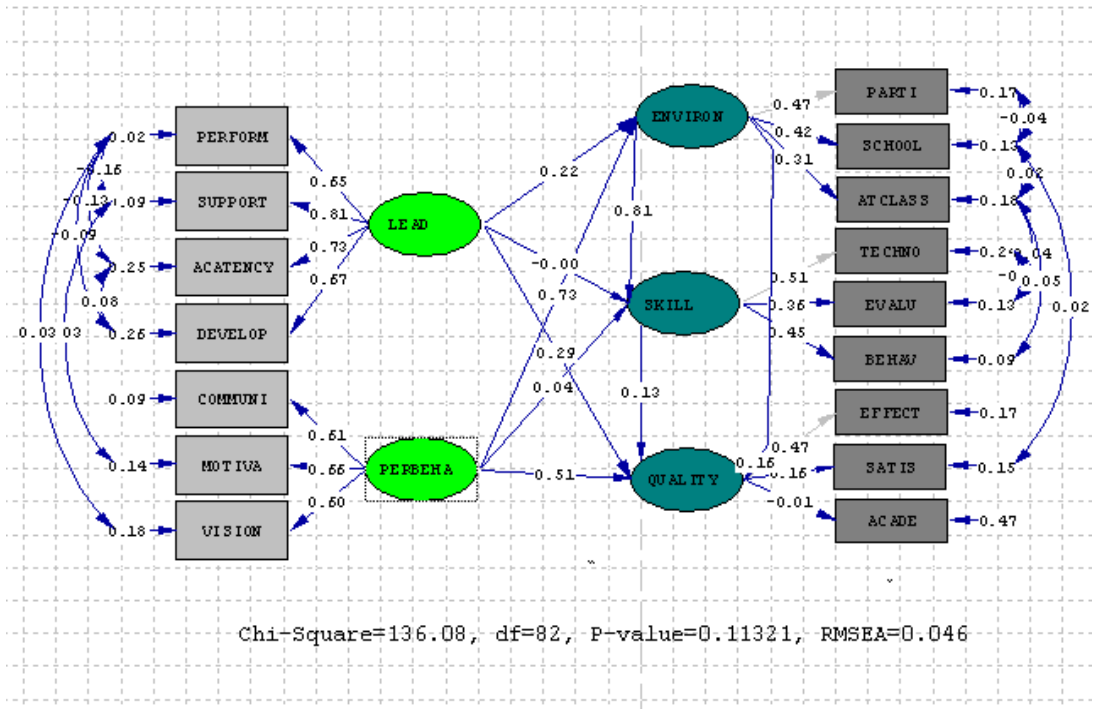 PARTI
0.17
0.47
-0.04
ENVIRON
0.02
PERFORM
0.42
SCHOOL
0.13
-0.16
0.31
0.22
0.02
0.65
-0.13
.09
SUPPORT
0.81
0.81
ATCLASS
0.18
LEAD
-0.09
0.73
TECHNO
0.2
.04
0.25
ACATENCY
-0.00
0.51
0.67
0.05
0.08
0.73
SKILL
0.36
EVALU
0.13
0.02
0.03
03
0.26
DEVELOP
0.45
0.29
BEHAV
0.09
0.04
0.13
0.09
COMMUNI
0.61
EFFECT
0.17
0.47
0.14
MOTIVA
0.66
PERBEHA
0.51
QUALITY
0.16
0.16
SATIS
0.15
0.60
-0.01
0.18
VISION
ACADE
0.47
Chi-Square=136.08, df=82, P-value=0.11321, RMSEA=0.046